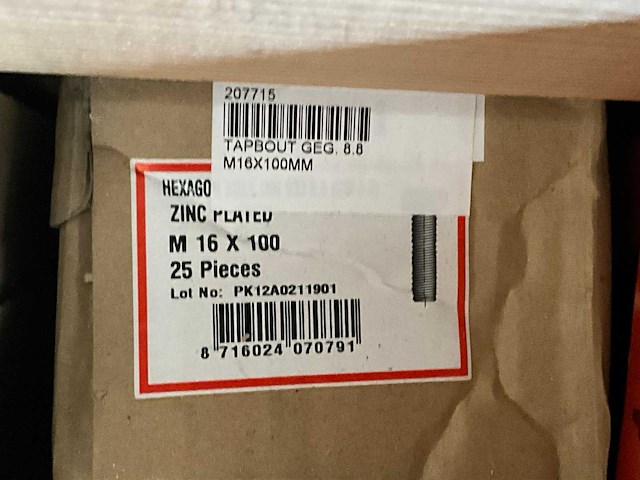 207715
TAPBOUT GEG. 8.8
M16X100MM
HEXAGO
ZINC PLATED
M 16 X 100
25 Pieces
Lot No: PK12A0211901
8 716024 070791